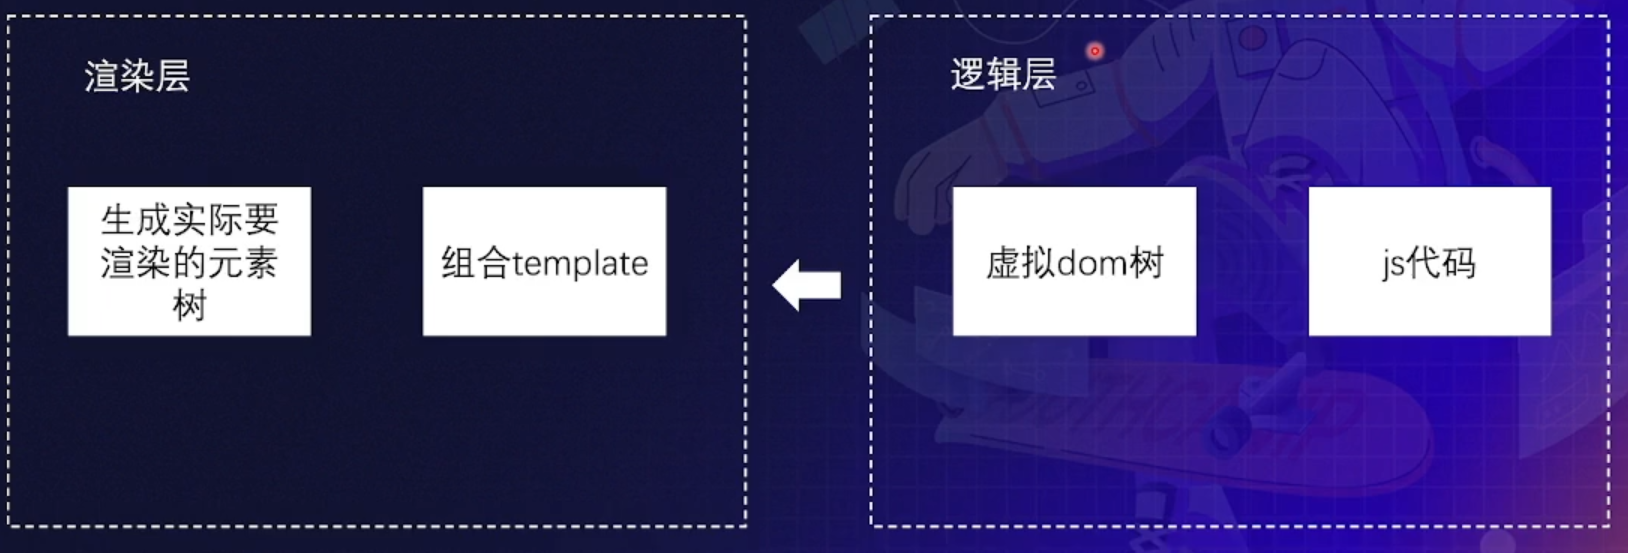 渲染层
生成实际要
渲染的元素
树
组合template
逻辑层
虚拟dom树
js代码